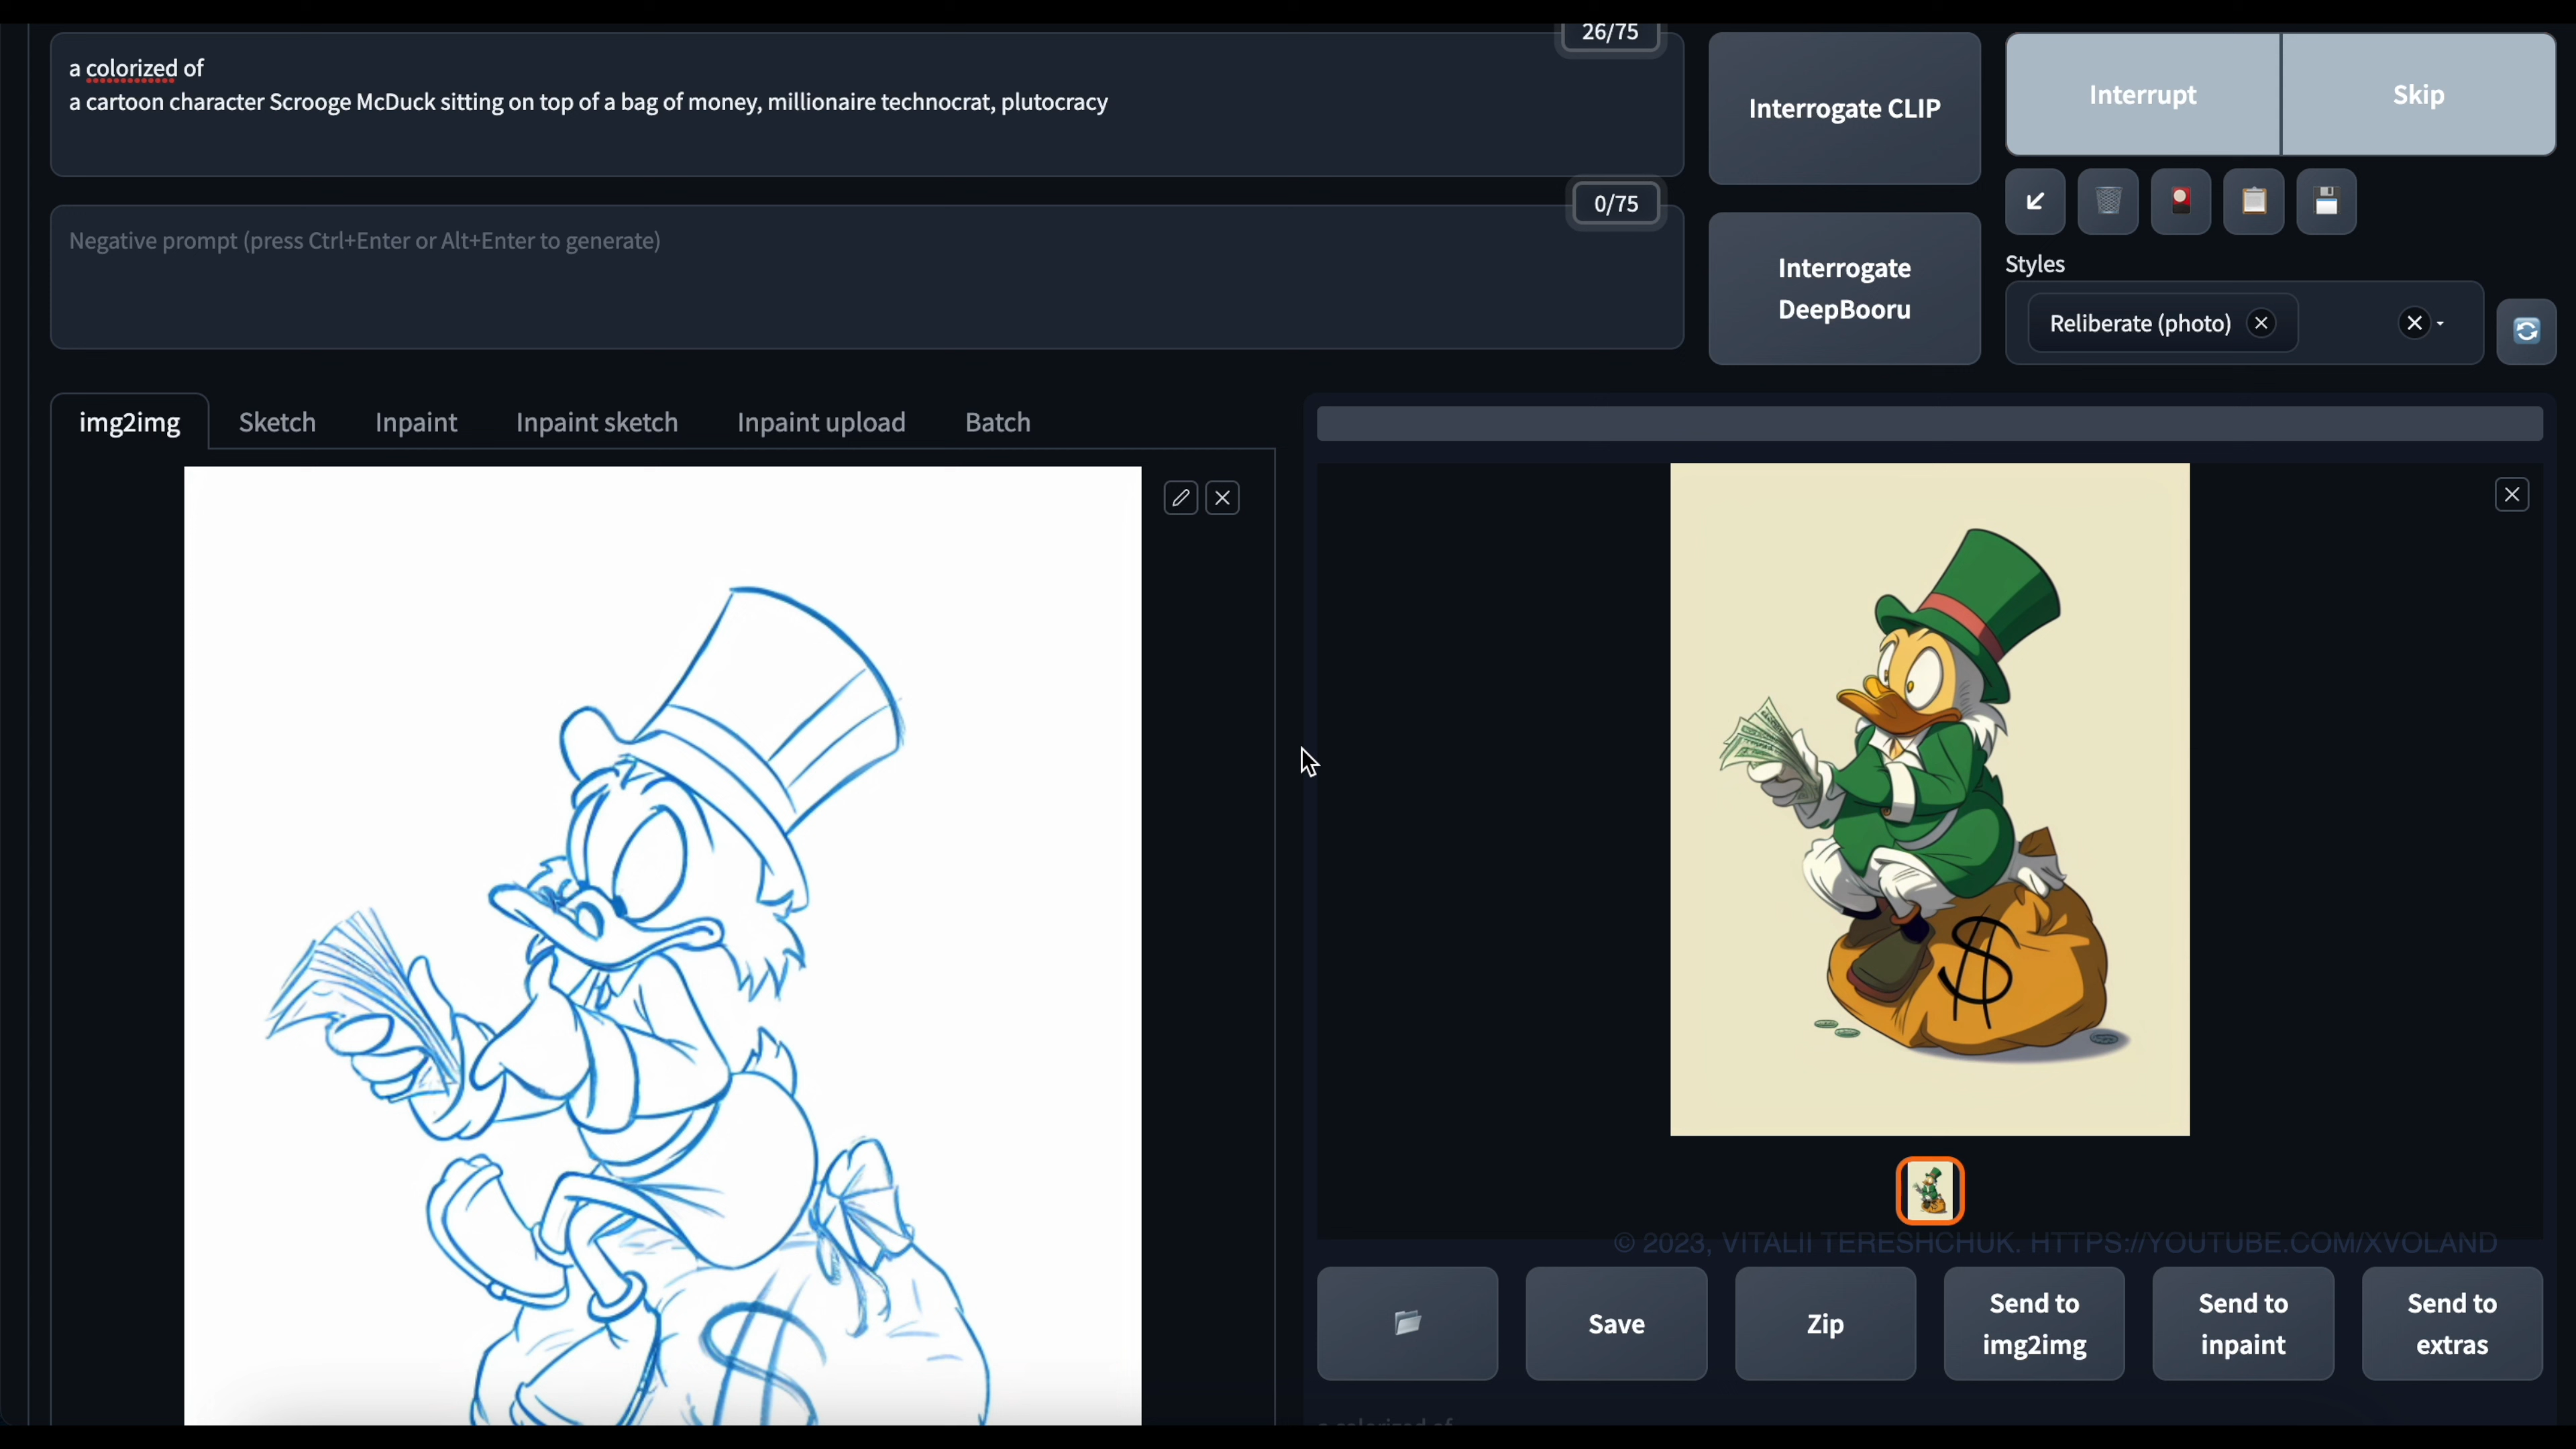 26/75
a colorized of
a cartoon character Scrooge McDuck sitting on top of a bag of money, millionaire technocrat, plutocracy
Interrogate CLIP
Interrupt
Skip
0/75
Negative prompt (press Ctrl+Enter or Alt+Enter to generate)
Interrogate
DeepBooru
Styles
Reliberate (photo)
img2img
Sketch
Inpaint
Inpaint sketch
Inpaint upload
Batch
$
$
© 2023, VITALII TERESHCHUK. HTTPS://YOUTUBE.COM/XVOLAND
Save
Zip
Send to
img2img
Send to
inpaint
Send to
extras
a colorized of